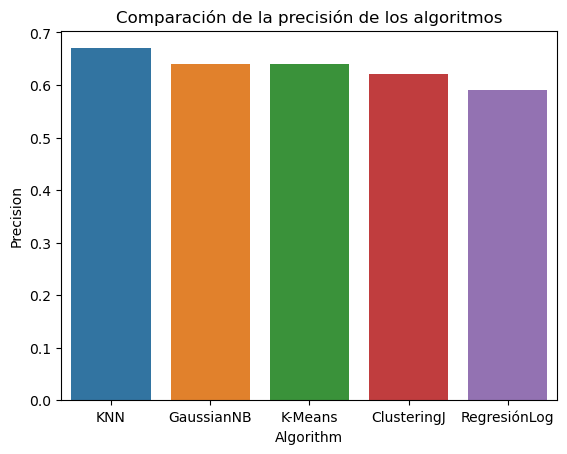 Comparación de la precisión de los algoritmos
Precision
0.7
0.6
0.5
0.4
0.3
0.2
0.1
0.0
KNN GaussianNB K-Means ClusteringJ RegresiónLog
Algorithm